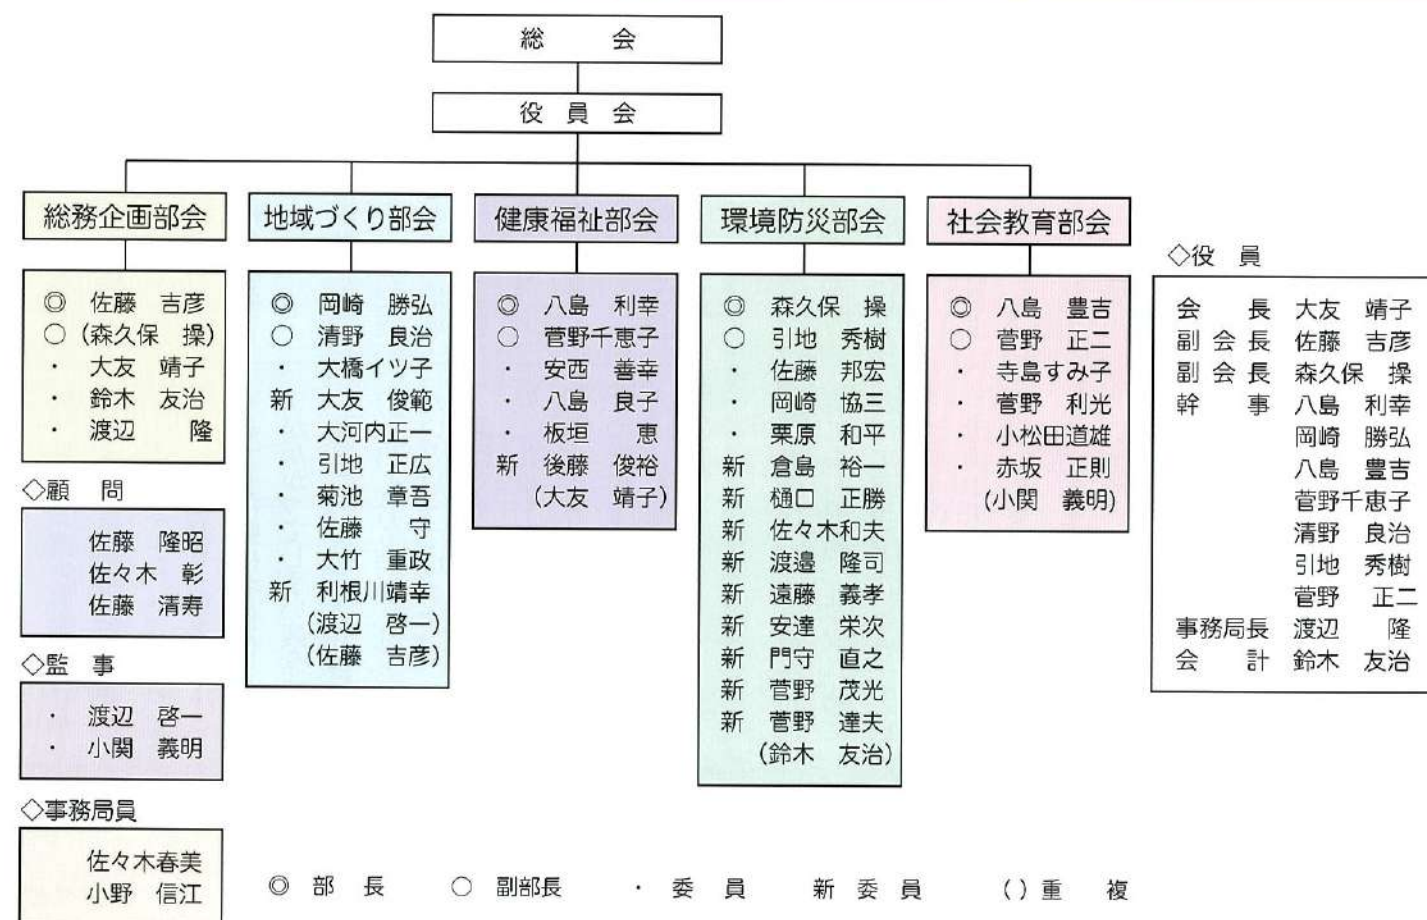 総　会
役 員 会
総務企画部会
◎ 佐藤　吉彦
○ (森久保　操)
・ 大友　靖子
・ 鈴木　友治
・ 渡辺　　隆
◇顧　問
佐藤　隆昭
佐々木　彰
佐藤　清寿
◇監　事
・ 渡辺　啓一
・ 小関　義明
◇事務局員
佐々木春美
小野　信江
地域づくり部会
◎ 岡崎　勝弘
○ 清野　良治
・ 大橋イツ子
新 大友　俊範
・ 大河内正一
・ 引地　正広
・ 菊池　章吾
・ 佐藤　　守
・ 大竹　重政
新 利根川靖幸
(渡辺　啓一)
(佐藤　吉彦)
健康福祉部会
◎ 八島　利幸
○ 菅野千恵子
・ 安西　善幸
・ 八島　良子
・ 板垣　　恵
新 後藤　俊裕
(大友　靖子)
環境防災部会
◎ 森久保　操
○ 引地　秀樹
・ 佐藤　邦宏
・ 岡崎　協三
・ 栗原　和平
新 倉島　裕一
新 樋口　正勝
新 佐々木和夫
新 渡邉　隆司
新 遠藤　義孝
新 安達　栄次
新 門守　直之
新 菅野　茂光
新 菅野　達夫
(鈴木　友治)
社会教育部会
◎ 八島　豊吉
○ 菅野　正二
・ 寺島すみ子
・ 菅野　利光
・ 小松田道雄
・ 赤坂　正則
(小関　義明)
◇役　員
会　　長　大友　靖子
副 会 長　佐藤　吉彦
副 会 長　森久保　操
幹　　事　八島　利幸
岡崎　勝弘
八島　豊吉
菅野千恵子
清野　良治
引地　秀樹
菅野　正二
事務局長　渡辺　　隆
会　　計　鈴木　友治
◎ 部　長　○ 副部長　・ 委　員　新 委 員　( ) 重　複